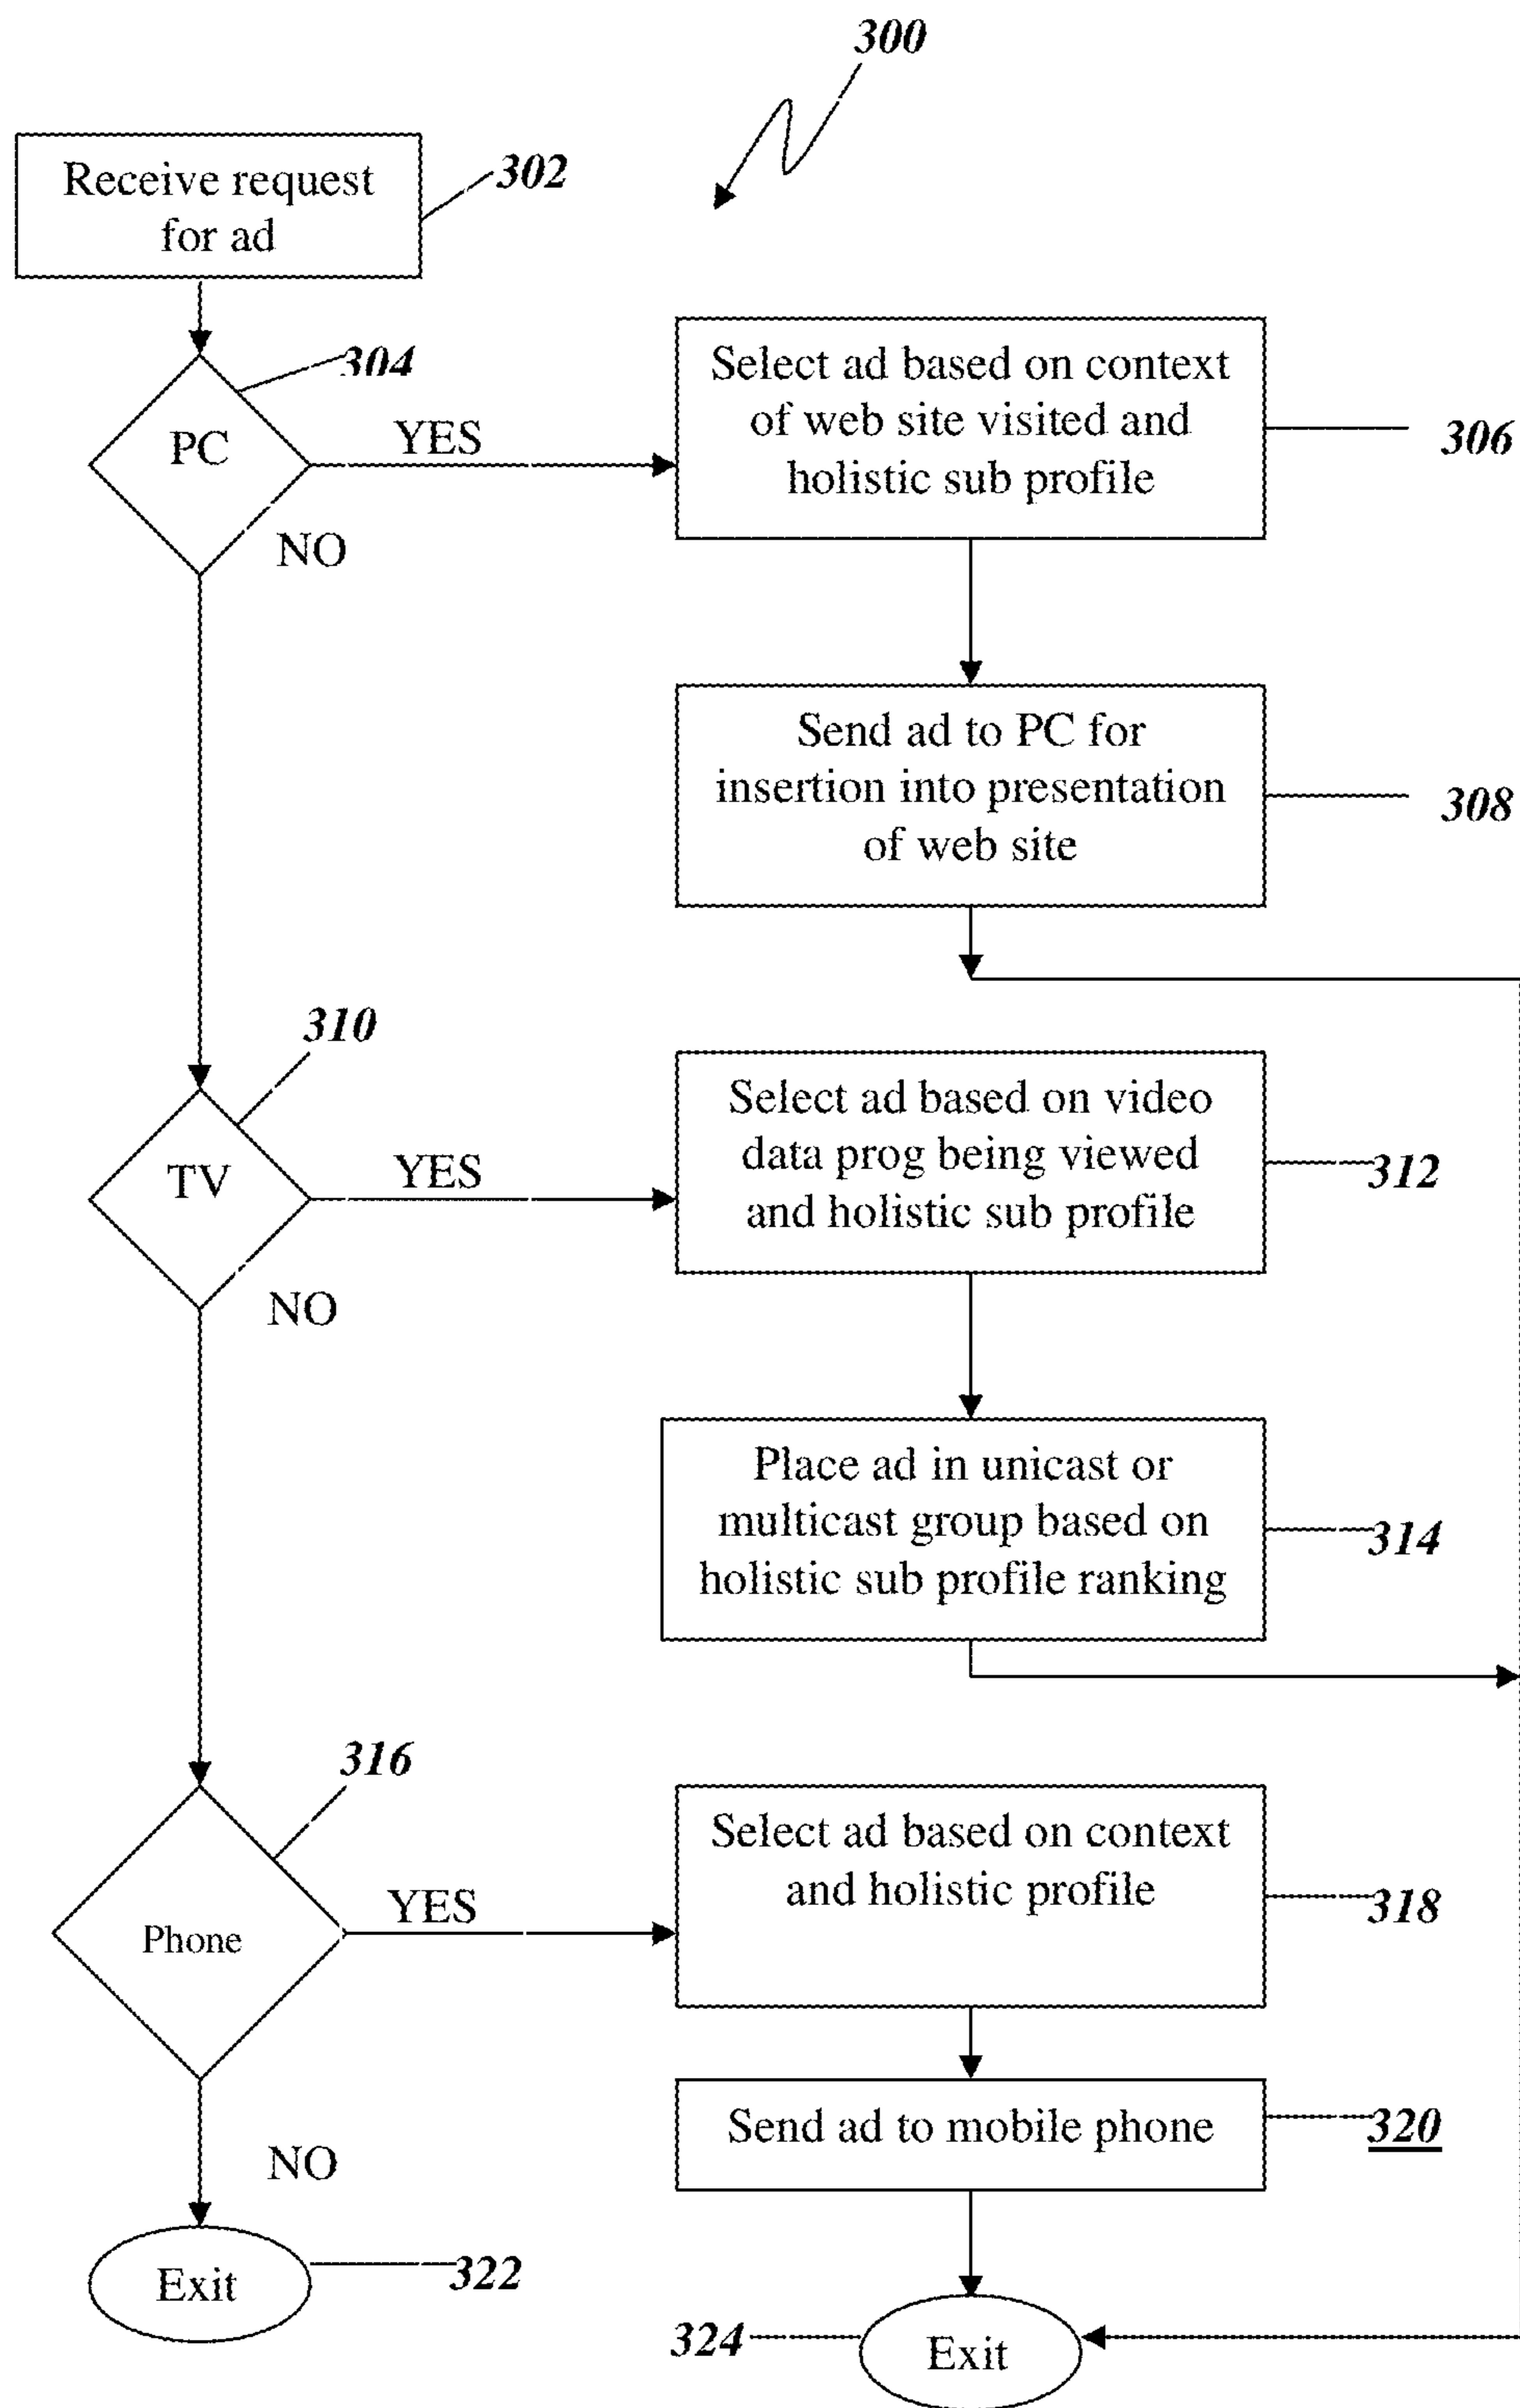 300
Receive request
for ad
302
304
PC
YES
NO
Select ad based on context
of web site visited and
holistic sub profile
306
Send ad to PC for
insertion into presentation
of web site
308
310
TV
YES
NO
Select ad based on video
data prog being viewed
and holistic sub profile
312
Place ad in unicast or
multicast group based on
holistic sub profile ranking
314
316
Phone
YES
NO
Select ad based on context
and holistic profile
318
Send ad to mobile phone
320
Exit
322
324
Exit